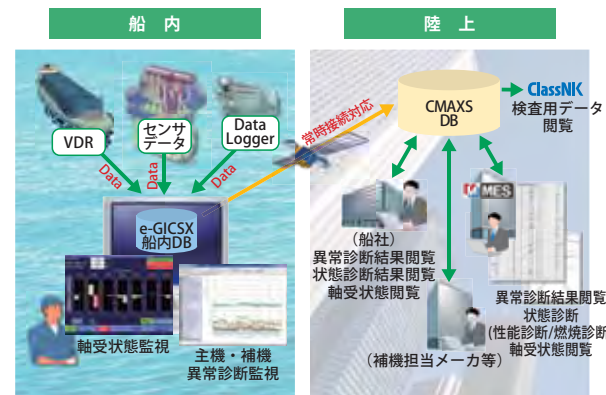 船内
陸上
VDR
センサ
データ
Data
Logger
Data
Data
Data
常時接続対応
e-GICSX
船内DB
軸受状態監視
主機・補機
異常診断監視
CMAXS
DB
ClassNK
検査用データ
閲覧
(船社)
異常診断結果閲覧
状態診断結果閲覧
軸受状態閲覧
MES
異常診断結果閲覧
状態診断
(性能診断/燃焼診断
軸受状態閲覧
(補機担当メーカ等)